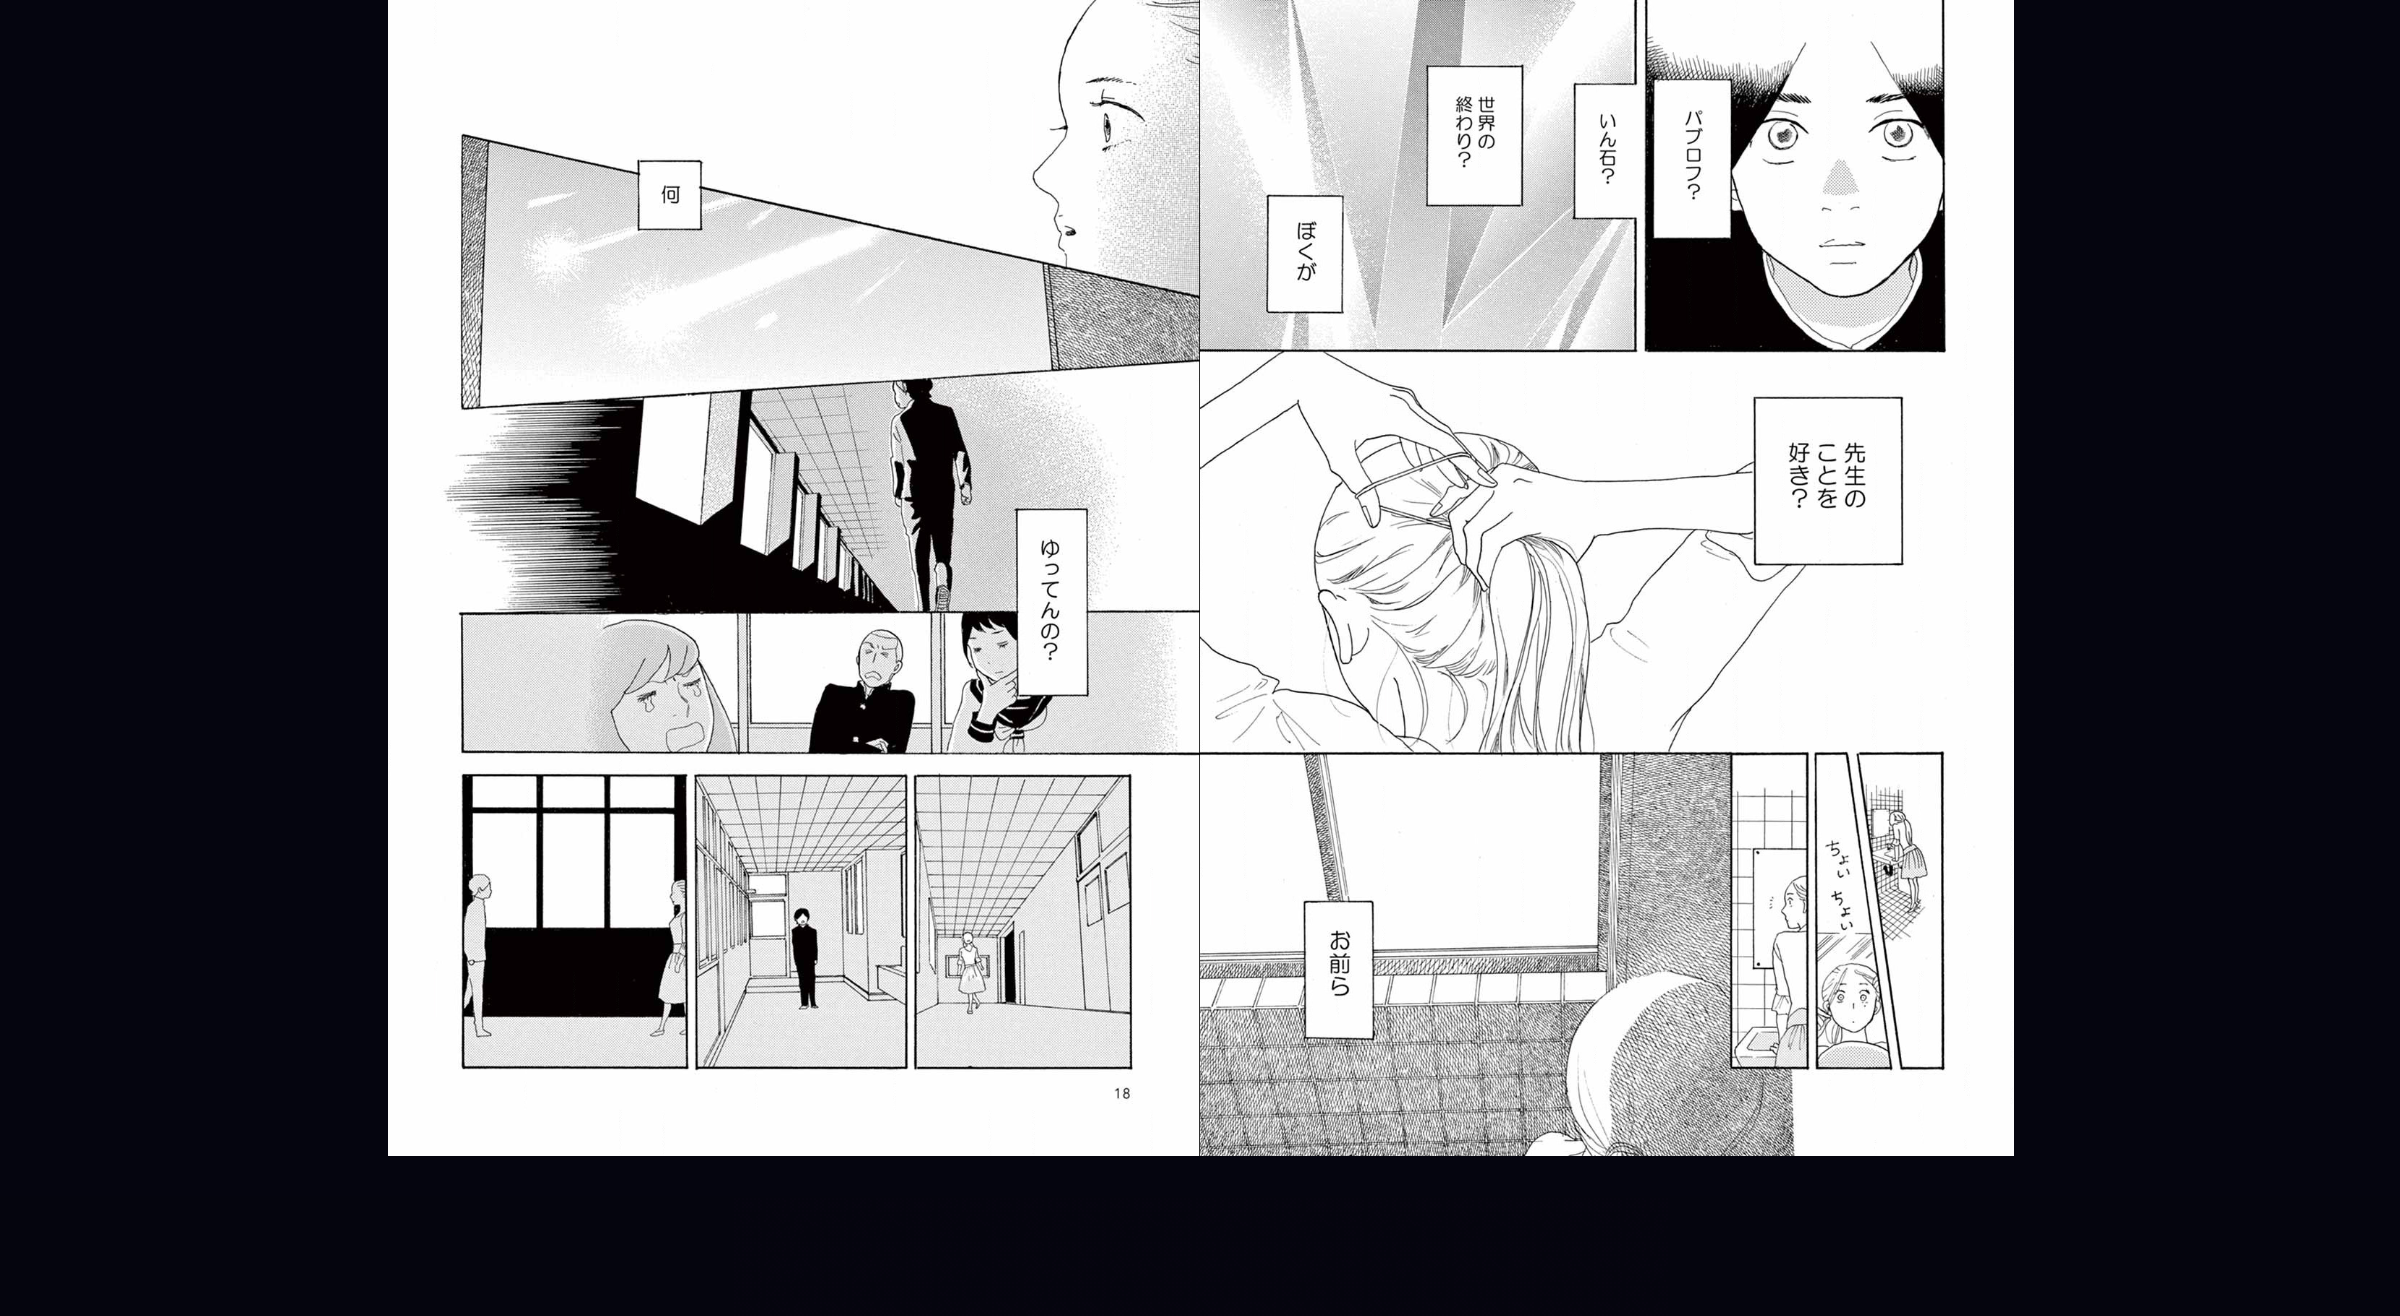 パブロフ?
いん石?
世界の
終わり?
ぼくが
先生の
ことを
好き?
ちょい
ちょい
お前ら
何
ゆってんの?
18